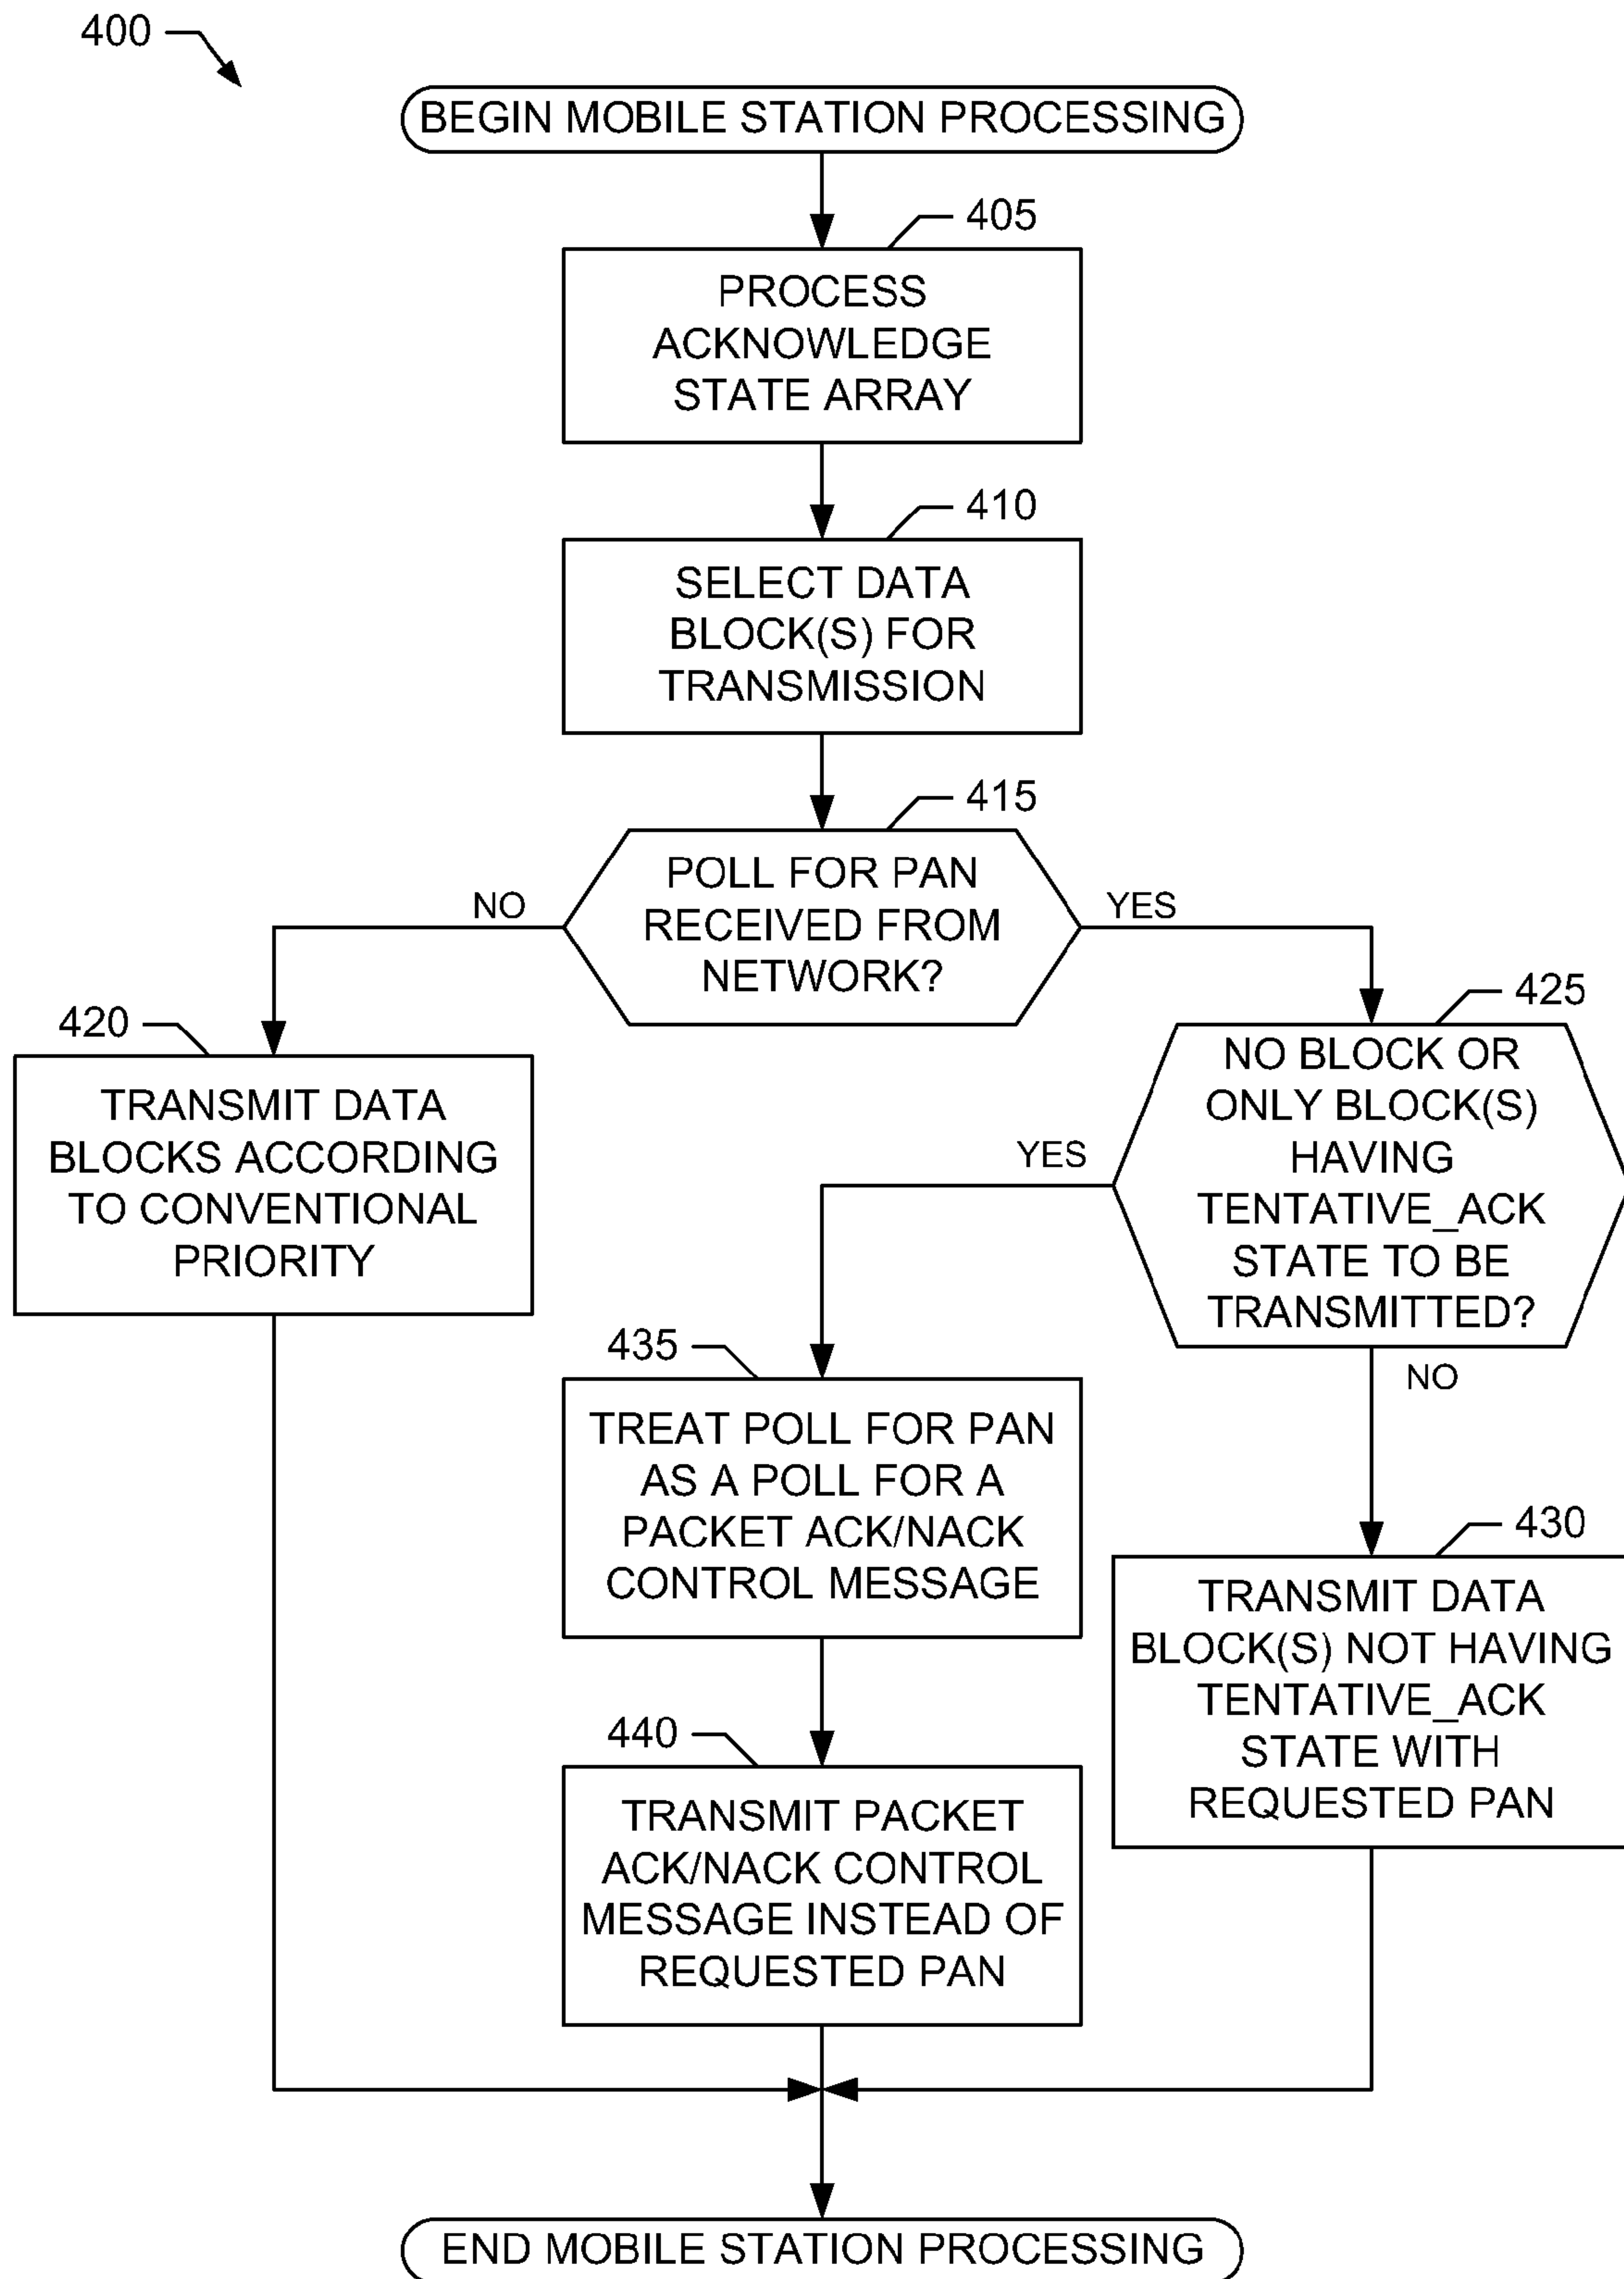 400
BEGIN MOBILE STATION PROCESSING
405
PROCESS
ACKNOWLEDGE
STATE ARRAY
410
SELECT DATA
BLOCK(S) FOR
TRANSMISSION
415
POLL FOR PAN
RECEIVED FROM
NETWORK?
NO
YES
420
TRANSMIT DATA
BLOCKS ACCORDING
TO CONVENTIONAL
PRIORITY
425
NO BLOCK OR
ONLY BLOCK(S)
HAVING
TENTATIVE_ACK
STATE TO BE
TRANSMITTED?
YES
NO
435
TREAT POLL FOR PAN
AS A POLL FOR A
PACKET ACK/NACK
CONTROL MESSAGE
430
TRANSMIT DATA
BLOCK(S) NOT HAVING
TENTATIVE_ACK
STATE WITH
REQUESTED PAN
440
TRANSMIT PACKET
ACK/NACK CONTROL
MESSAGE INSTEAD OF
REQUESTED PAN
END MOBILE STATION PROCESSING